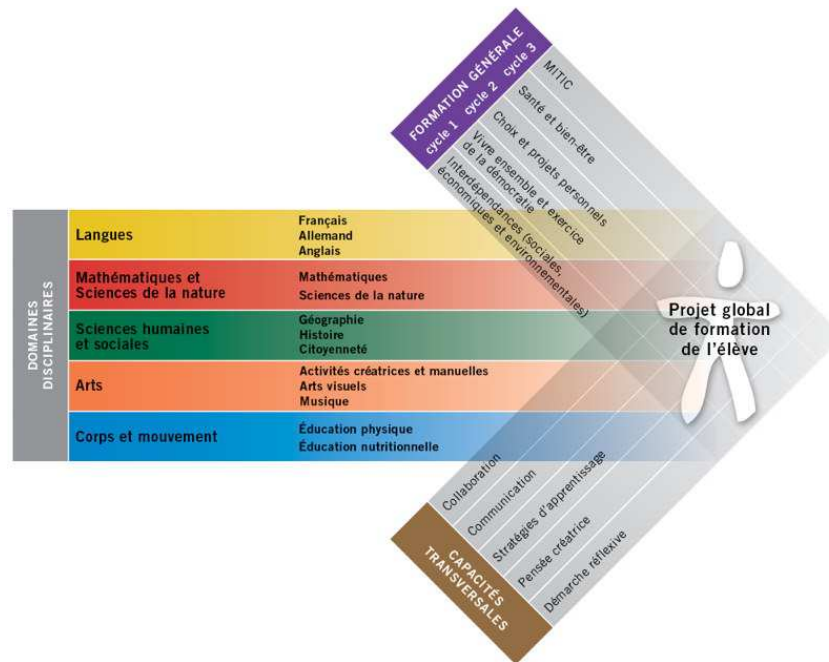 FORMATION GÉNÉRALE
cycle 1 cycle 2 cycle 3
MITIC
Santé et bien-être
Choix et projets personnels
Vivre ensemble et exercice
de la démocratie
Interdépendances (sociales,
économiques et environnementales)
DOMAINES
DISCIPLINAIRES
Langues
Français
Allemand
Anglais
Mathématiques et
Sciences de la nature
Mathématiques
Sciences de la nature
Sciences humaines
et sociales
Géographie
Histoire
Citoyenneté
Arts
Activités créatrices et manuelles
Arts visuels
Musique
Corps et mouvement
Éducation physique
Éducation nutritionnelle
Projet global
de formation
de l'élève
Collaboration
Communication
Stratégies d'apprentissage
Pensée créatrice
Démarche réflexive
CAPACITÉS
TRANSVERSALES